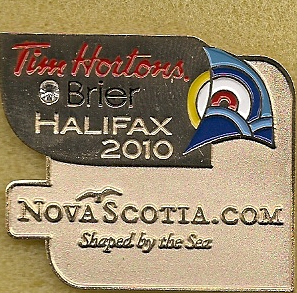 Tim Hortons.
Brier
HALIFAX
2010
NOVASCOTIA.COM
Shaped by the Sea